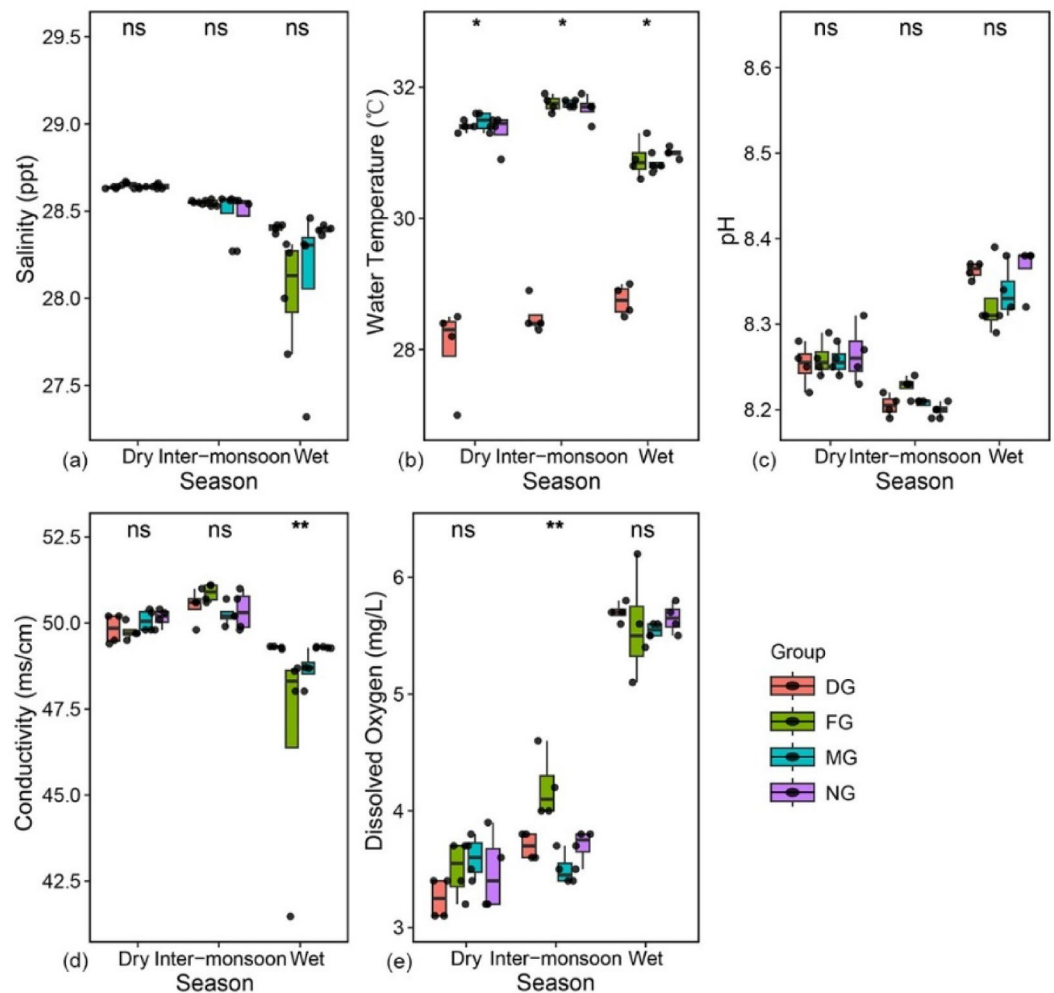 ns ns ns
29.5
29.0
28.5
28.0
27.5
Salinity (ppt)
(a)
Dry Inter-monsoon Wet
Season
* * *
32
30
28
Water Temperature (℃)
(b)
Dry Inter-monsoon Wet
Season
ns ns ns
8.6
8.5
8.4
8.3
8.2
pH
(c)
Dry Inter-monsoon Wet
Season
ns ns **
52.5
50.0
47.5
45.0
42.5
Conductivity (ms/cm)
(d)
Dry Inter-monsoon Wet
Season
ns ** ns
6
5
4
3
Dissolved Oxygen (mg/L)
(e)
Dry Inter-monsoon Wet
Season
Group
DG
FG
MG
NG